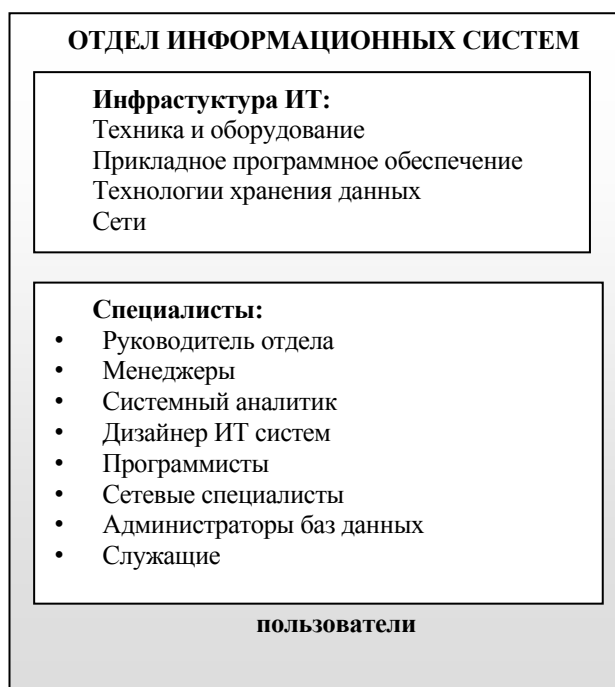 ОТДЕЛ ИНФОРМАЦИОННЫХ СИСТЕМ
Инфрастуктура ИТ:
Техника и оборудование
Прикладное программное обеспечение
Технологии хранения данных
Сети
Специалисты:
• Руководитель отдела
• Менеджеры
• Системный аналитик
• Дизайнер ИТ систем
• Программисты
• Сетевые специалисты
• Администраторы баз данных
• Служащие
пользователи